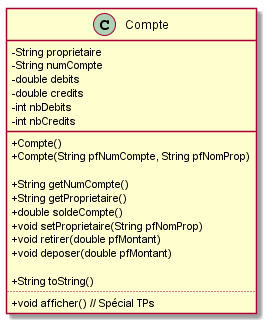 C Compte
-String proprietaire
-String numCompte
-double debits
-double credits
-int nbDebits
-int nbCredits
+Compte()
+Compte(String pfNumCompte, String pfNomProp)
+String getNumCompte()
+String getProprietaire()
+double soldeCompte()
+void setProprietaire(String pfNomProp)
+void retirer(double pfMontant)
+void deposer(double pfMontant)
+String toString()
+void afficher() // Spécial TPs